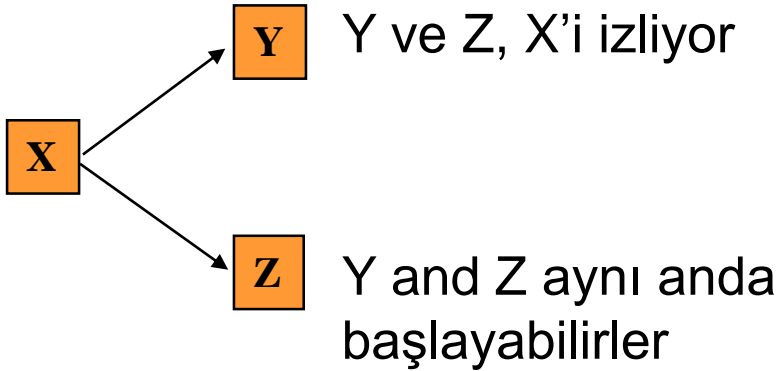 Y
Y ve Z, X’i izliyor
X
Z
Y and Z aynı anda
başlayabilirler